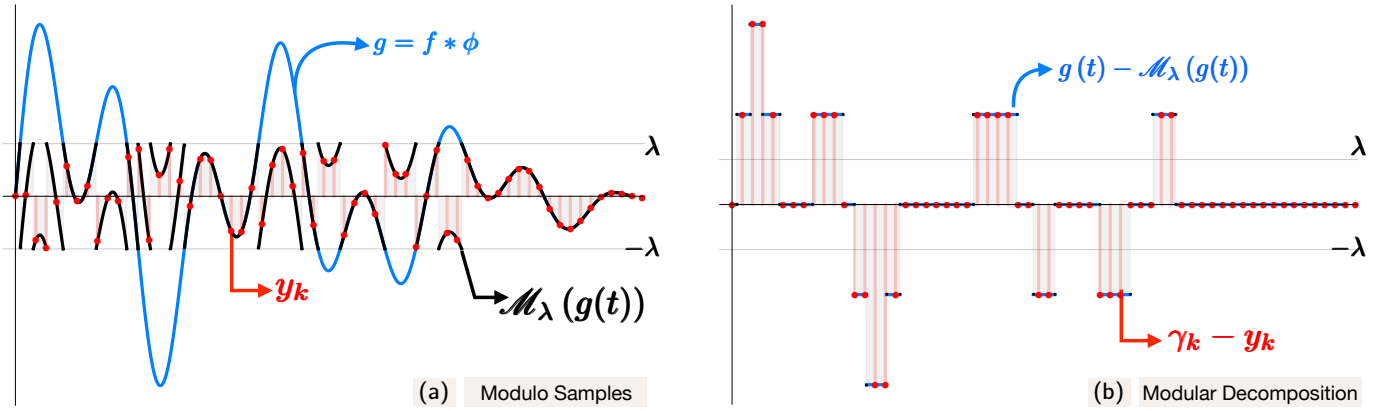 g = f ∗ ϕ
λ
−λ
y_k
ℳ_λ (g(t))
(a) Modulo Samples
g (t) − ℳ_λ (g(t))
λ
−λ
γ_k − y_k
(b) Modular Decomposition